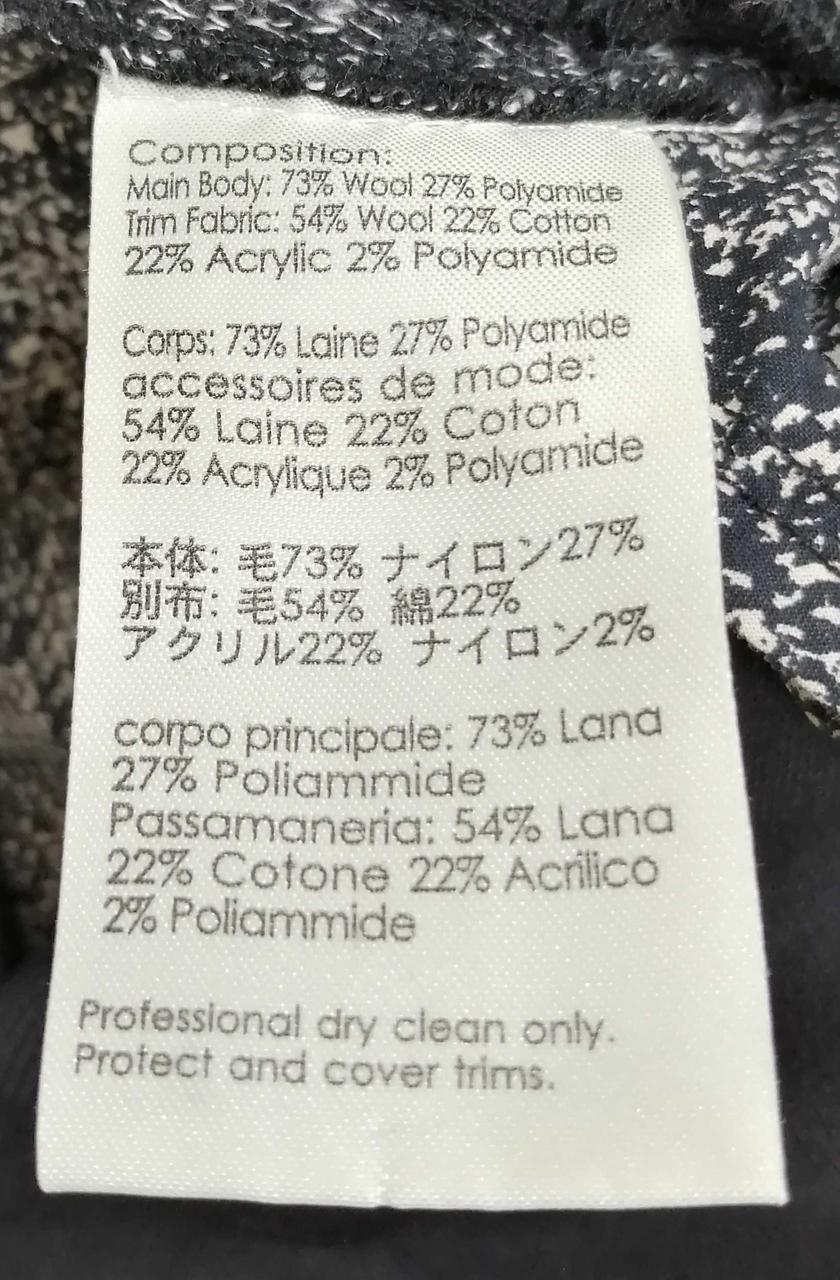 Composition:
Main Body: 73% Wool 27% Polyamide
Trim Fabric: 54% Wool 22% Cotton
22% Acrylic 2% Polyamide
Corps: 73% Laine 27% Polyamide
accessoires de mode:
54% Laine 22% Coton
22% Acrylique 2% Polyamide
本体: 毛73% ナイロン27%
別布: 毛54% 綿22%
アクリル22% ナイロン2%
corpo principale: 73% Lana
27% Poliammide
Passamaneria: 54% Lana
22% Cotone 22% Acrilico
2% Poliammide
Professional dry clean only.
Protect and cover trims.